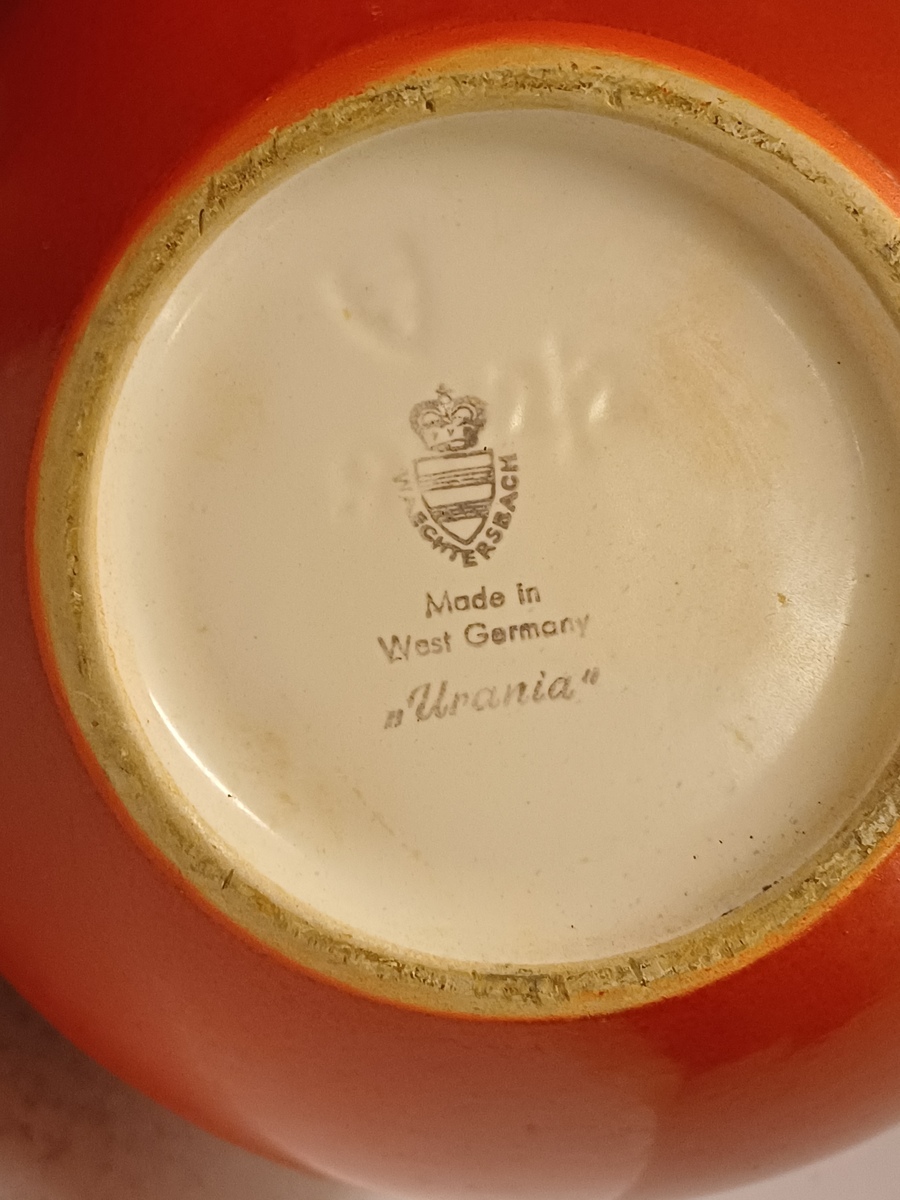 WAECHTERSBACH
Made in
West Germany
„Urania“